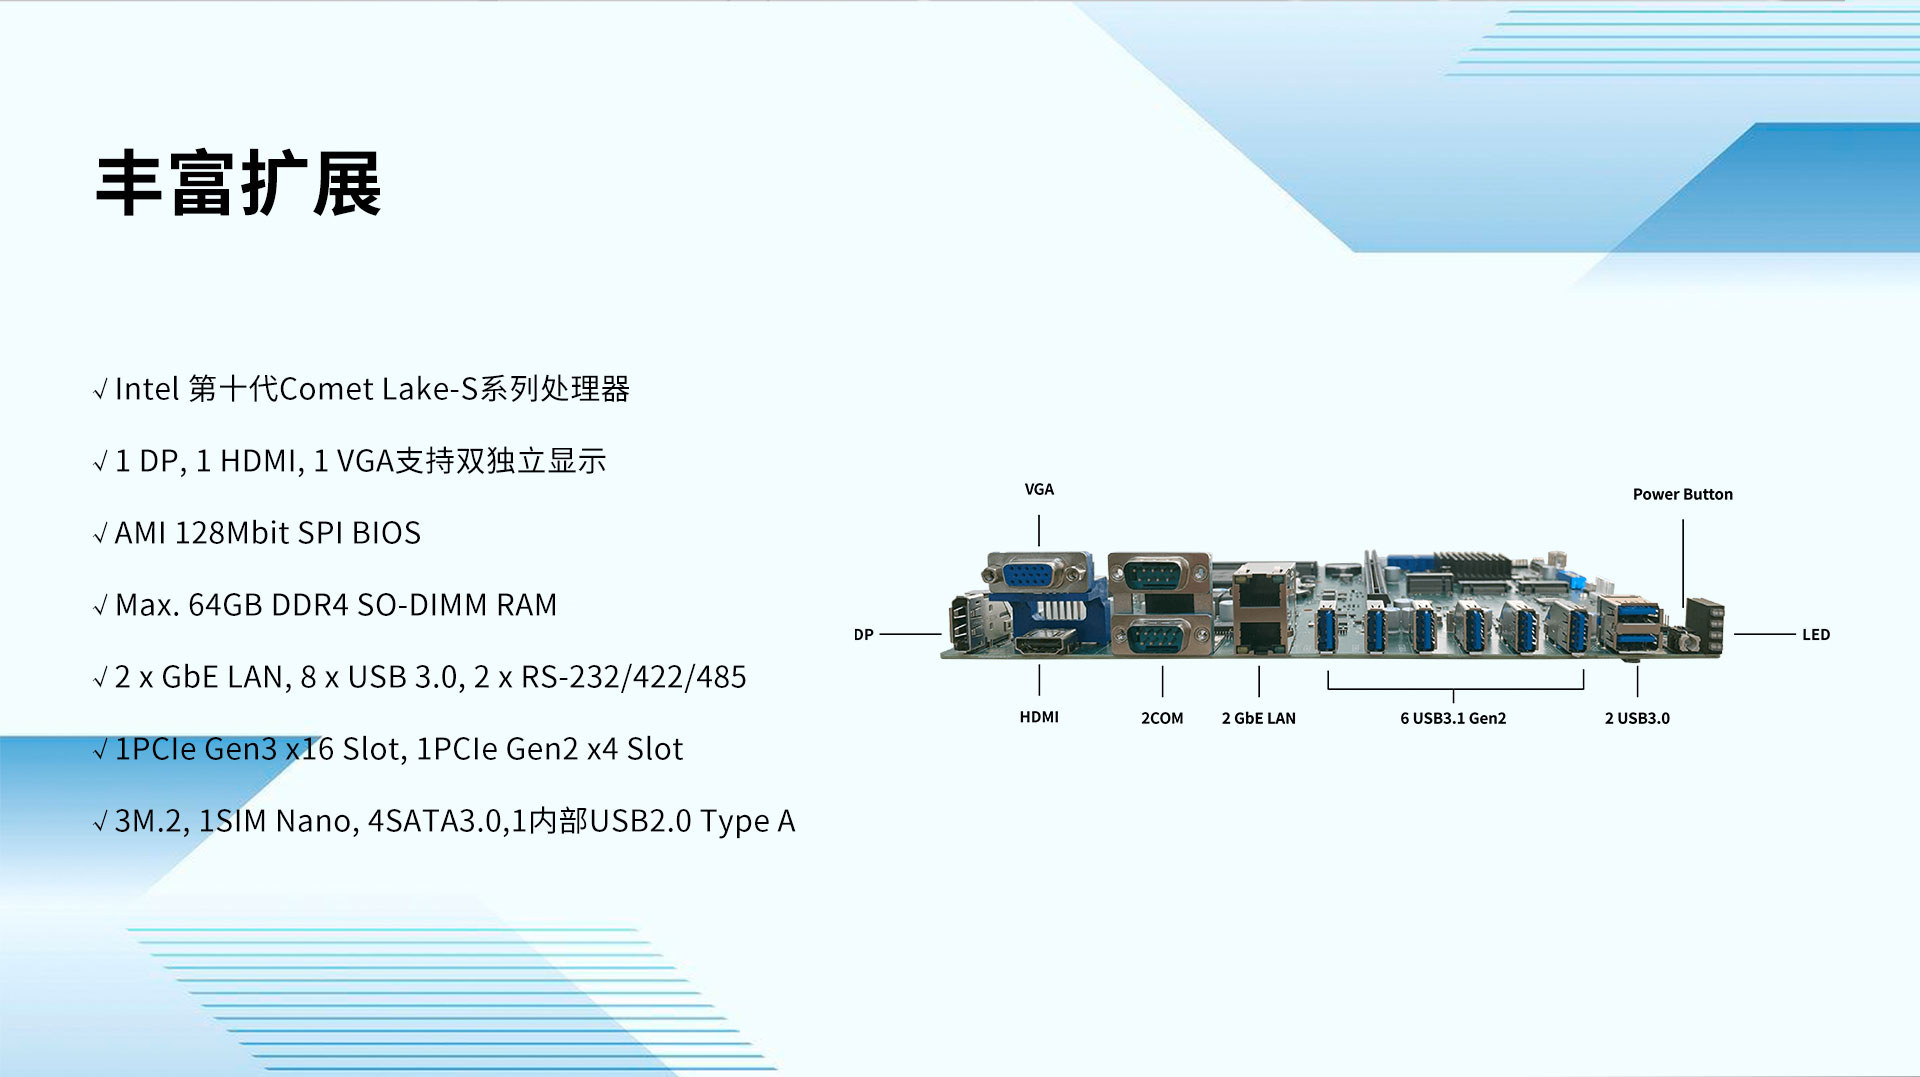 丰富扩展
√ Intel 第十代Comet Lake-S系列处理器
√ 1 DP, 1 HDMI, 1 VGA支持双独立显示
√ AMI 128Mbit SPI BIOS
√ Max. 64GB DDR4 SO-DIMM RAM
√ 2 x GbE LAN, 8 x USB 3.0, 2 x RS-232/422/485
√ 1PCIe Gen3 x16 Slot, 1PCIe Gen2 x4 Slot
√ 3M.2, 1SIM Nano, 4SATA3.0,1内部USB2.0 Type A
VGA
Power Button
DP
LED
HDMI
2COM
2 GbE LAN
6 USB3.1 Gen2
2 USB3.0